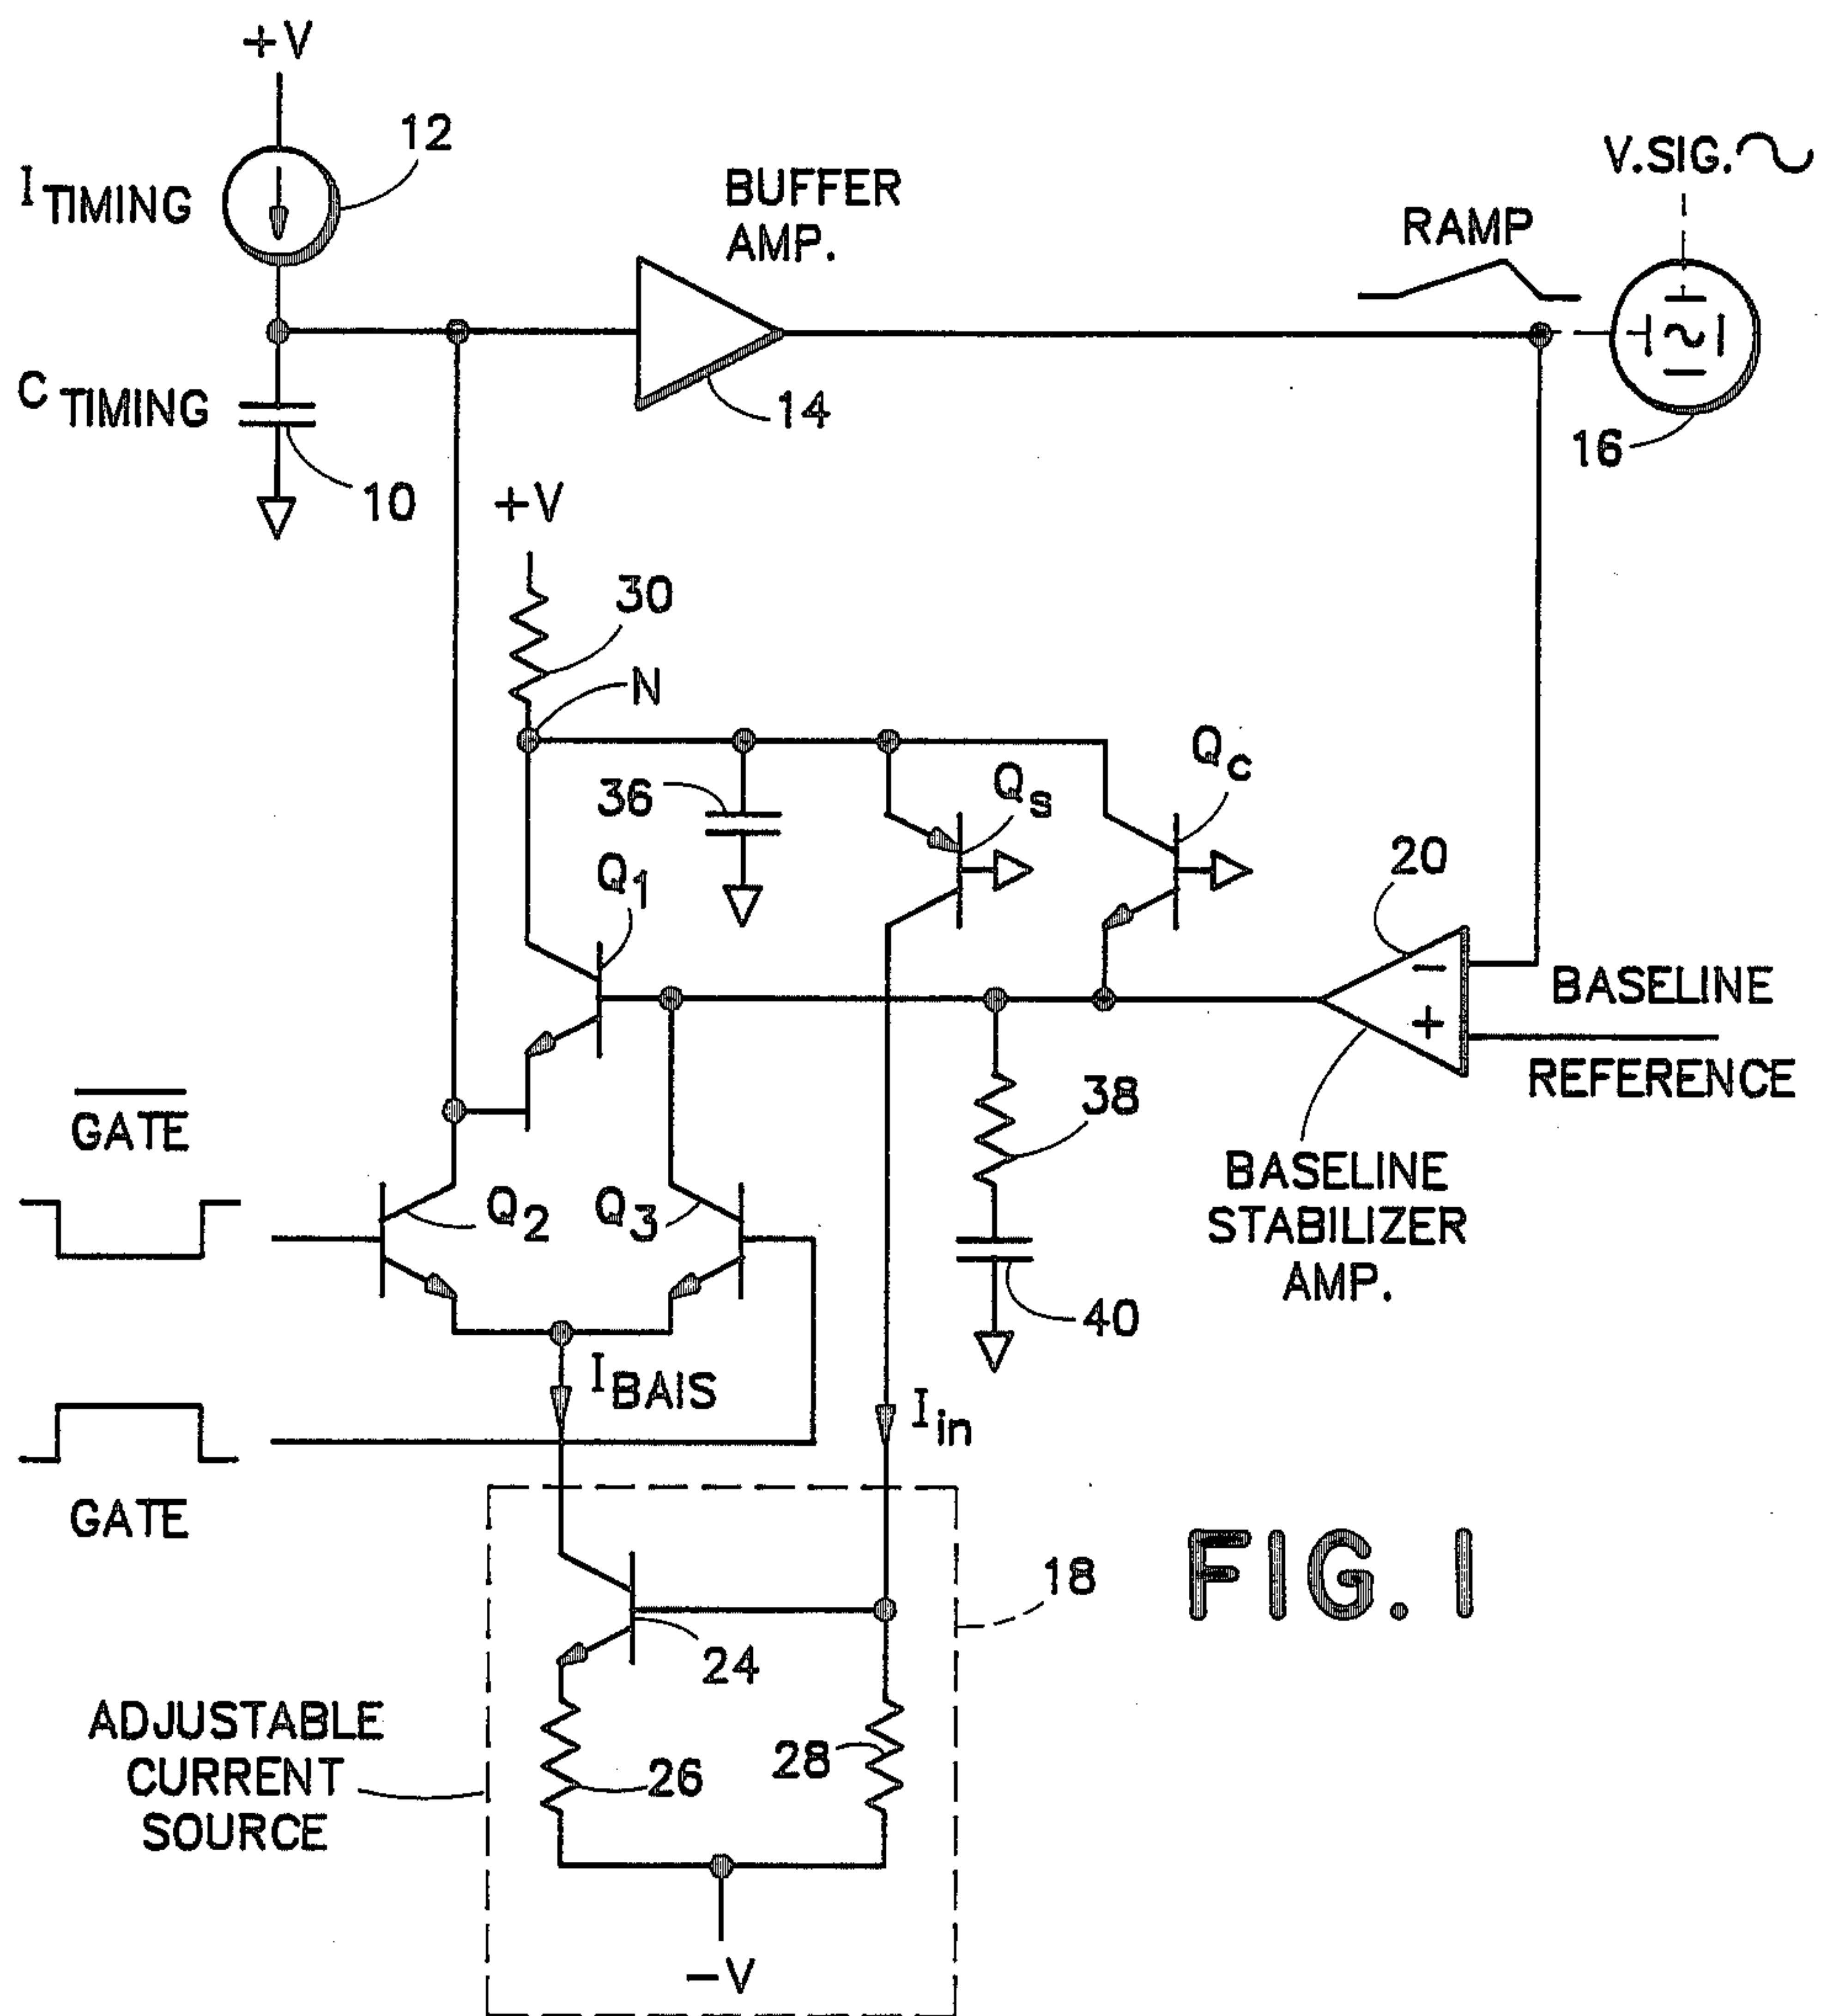 +V
12
I TIMING
V.SIG.
BUFFER
AMP.
RAMP
C TIMING
14
16
10
+V
30
N
36
Qs
Qc
Q1
20
BASELINE
REFERENCE
GATE
38
BASELINE
STABILIZER
AMP.
Q2
Q3
40
I BAIS
Iin
GATE
18
FIG. 1
24
ADJUSTABLE
CURRENT
SOURCE
26
28
-V
−
+